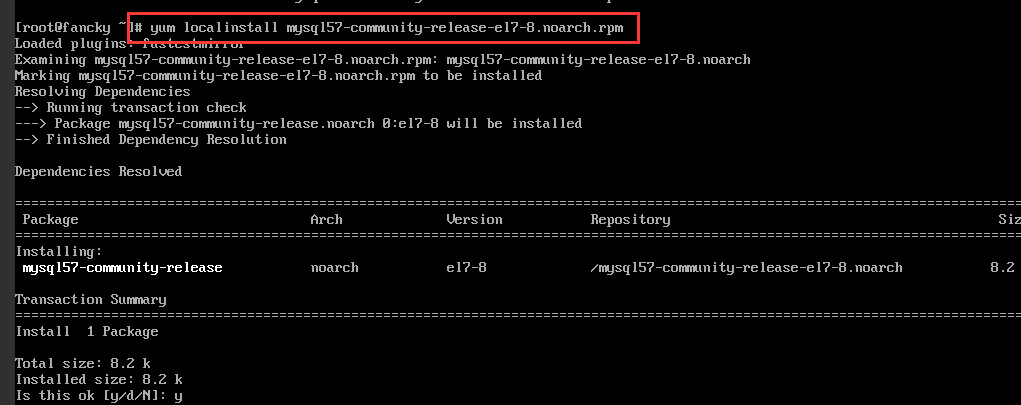 [root@fancky ~]# yum localinstall mysql57-community-release-el7-8.noarch.rpm
Loaded plugins: fastestmirror
Examining mysql57-community-release-el7-8.noarch.rpm: mysql57-community-release-el7-8.noarch
Marking mysql57-community-release-el7-8.noarch.rpm to be installed
Resolving Dependencies
--> Running transaction check
---> Package mysql57-community-release.noarch 0:el7-8 will be installed
--> Finished Dependency Resolution
Dependencies Resolved
================================================================================
Package Arch Version Repository Siz
================================================================================
Installing:
mysql57-community-release noarch el7-8 /mysql57-community-release-el7-8.noarch 8.2
Transaction Summary
================================================================================
Install 1 Package
Total size: 8.2 k
Installed size: 8.2 k
Is this ok [y/d/N]: y